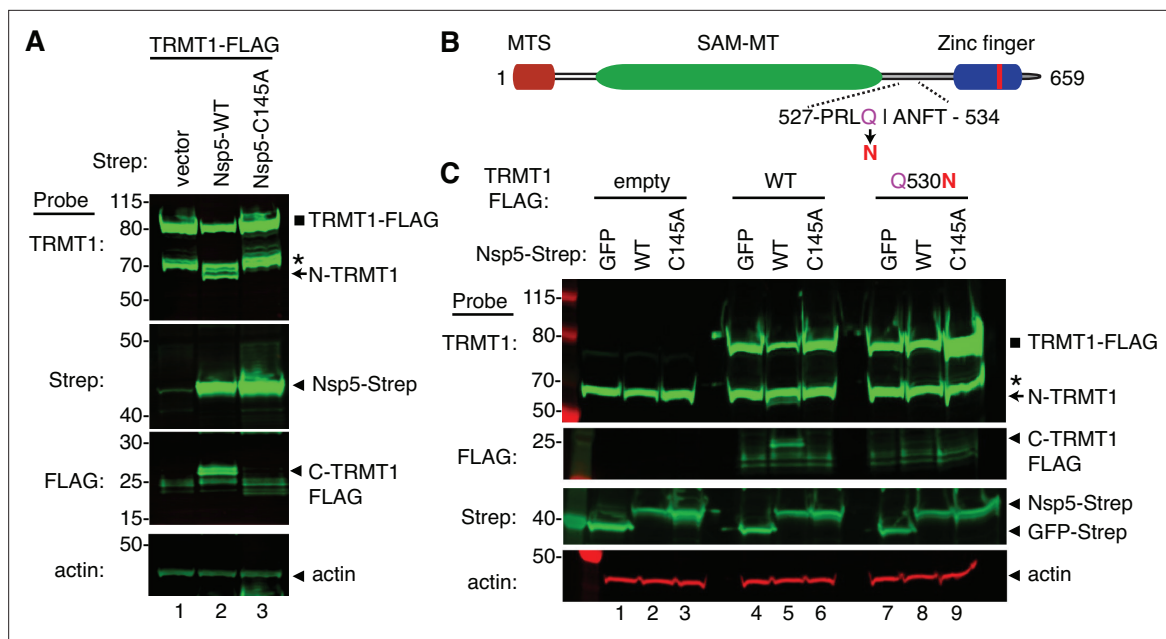 A
TRMT1-FLAG
Strep:
vector
Nsp5-WT
Nsp5-C145A
Probe
TRMT1:
115-
80-
70-
50-
■ TRMT1-FLAG
*
N-TRMT1
50-
Strep:
40-
Nsp5-Strep
30-
FLAG:
25-
15-
C-TRMT1
FLAG
50-
actin:
actin
1 2 3
B
MTS
SAM-MT
Zinc finger
1
659
527-PRLQ | ANFT - 534
N
C
TRMT1
FLAG:
empty
WT
Q530N
Nsp5-Strep:
GFP
WT
C145A
GFP
WT
C145A
GFP
WT
C145A
Probe
TRMT1:
115-
80-
70-
50-
■ TRMT1-FLAG
*
N-TRMT1
25-
FLAG:
C-TRMT1
FLAG
Strep:
40-
Nsp5-Strep
GFP-Strep
50-
actin:
actin
1 2 3 4 5 6 7 8 9